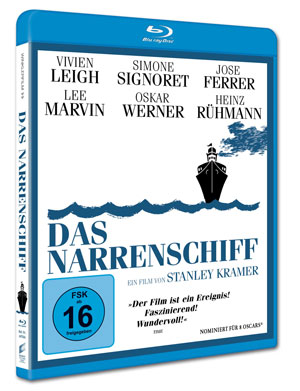 Blu-ray Disc
VIVIEN SIMONE JOSE
LEIGH SIGNORET FERRER
LEE OSKAR HEINZ
MARVIN WERNER RÜHMANN
DAS
NARRENSCHIFF
EIN FILM VON STANLEY KRAMER
»Der Film ist ein Ereignis!
Faszinierend!
Wundervoll!«
TIME
NOMINIERT FÜR 8 OSCARS®
FSK
ab
16
freigegeben
DAS NARRENSCHIFF